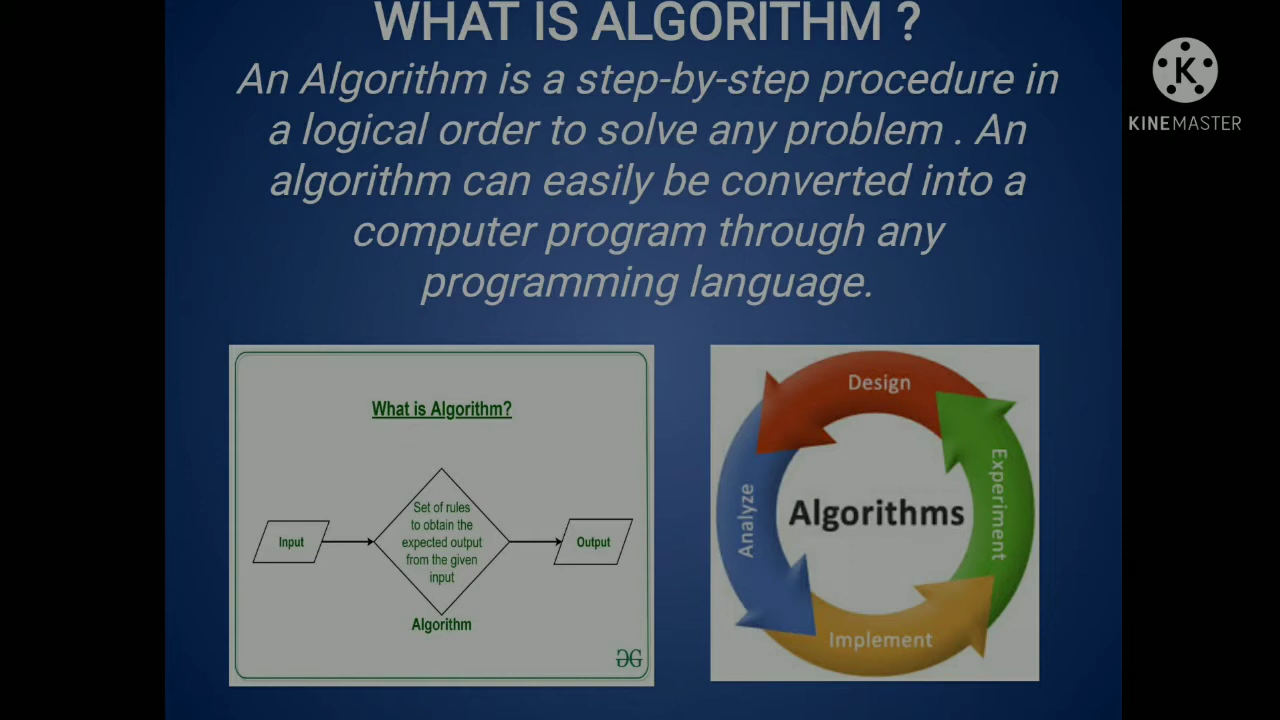 WHAT IS ALGORITHM ?
An Algorithm is a step-by-step procedure in
a logical order to solve any problem . An
algorithm can easily be converted into a
computer program through any
programming language.
K
KINEMASTER
What is Algorithm?
Input
Set of rules
to obtain the
expected output
from the given
input
Output
Algorithm
GG
Design
Experiment
Analyze
Algorithms
Implement